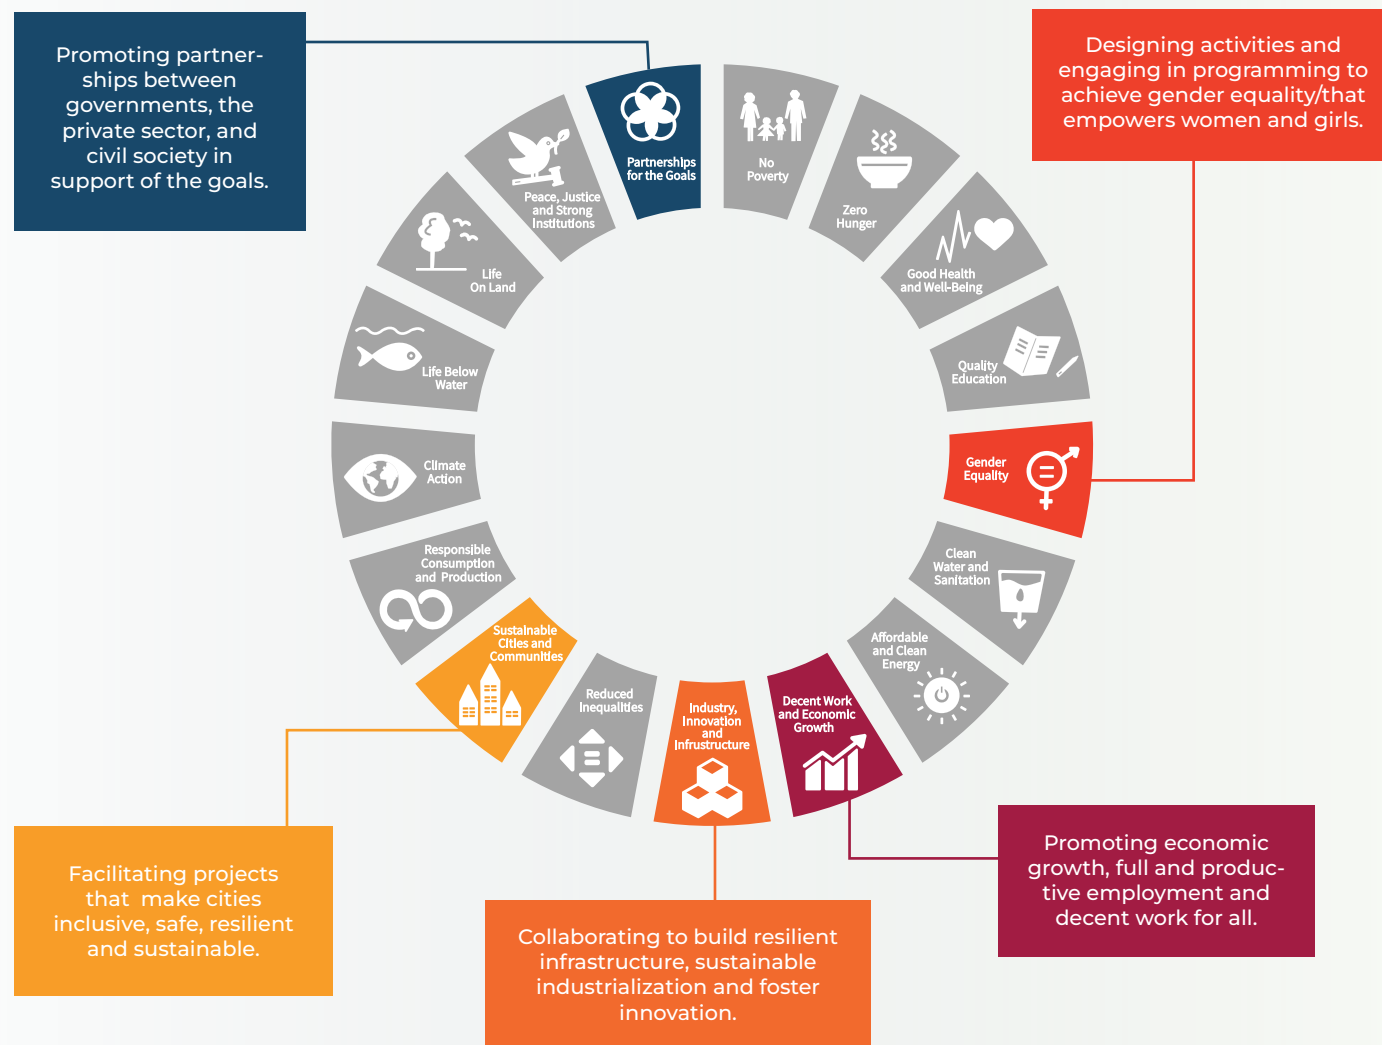 Promoting partner-
ships between
governments, the
private sector, and
civil society in
support of the goals.
Designing activities and
engaging in programming to
achieve gender equality/that
empowers women and girls.
Partnerships
for the Goals
No
Poverty
Zero
Hunger
Good Health
and Well-Being
Quality
Education
Gender
Equality
Clean
Water and
Sanitation
Affordable
and Clean
Energy
Decent Work
and Economic
Growth
Industry,
Innovation
and
Infrustructure
Reduced
Inequalities
Sustainable
Cities and
Communities
Responsible
Consumption
and Production
Climate
Action
Life Below
Water
Life
On Land
Peace, Justice
and Strong
Institutions
Facilitating projects
that make cities
inclusive, safe, resilient
and sustainable.
Collaborating to build resilient
infrastructure, sustainable
industrialization and foster
innovation.
Promoting economic
growth, full and produc-
tive employment and
decent work for all.